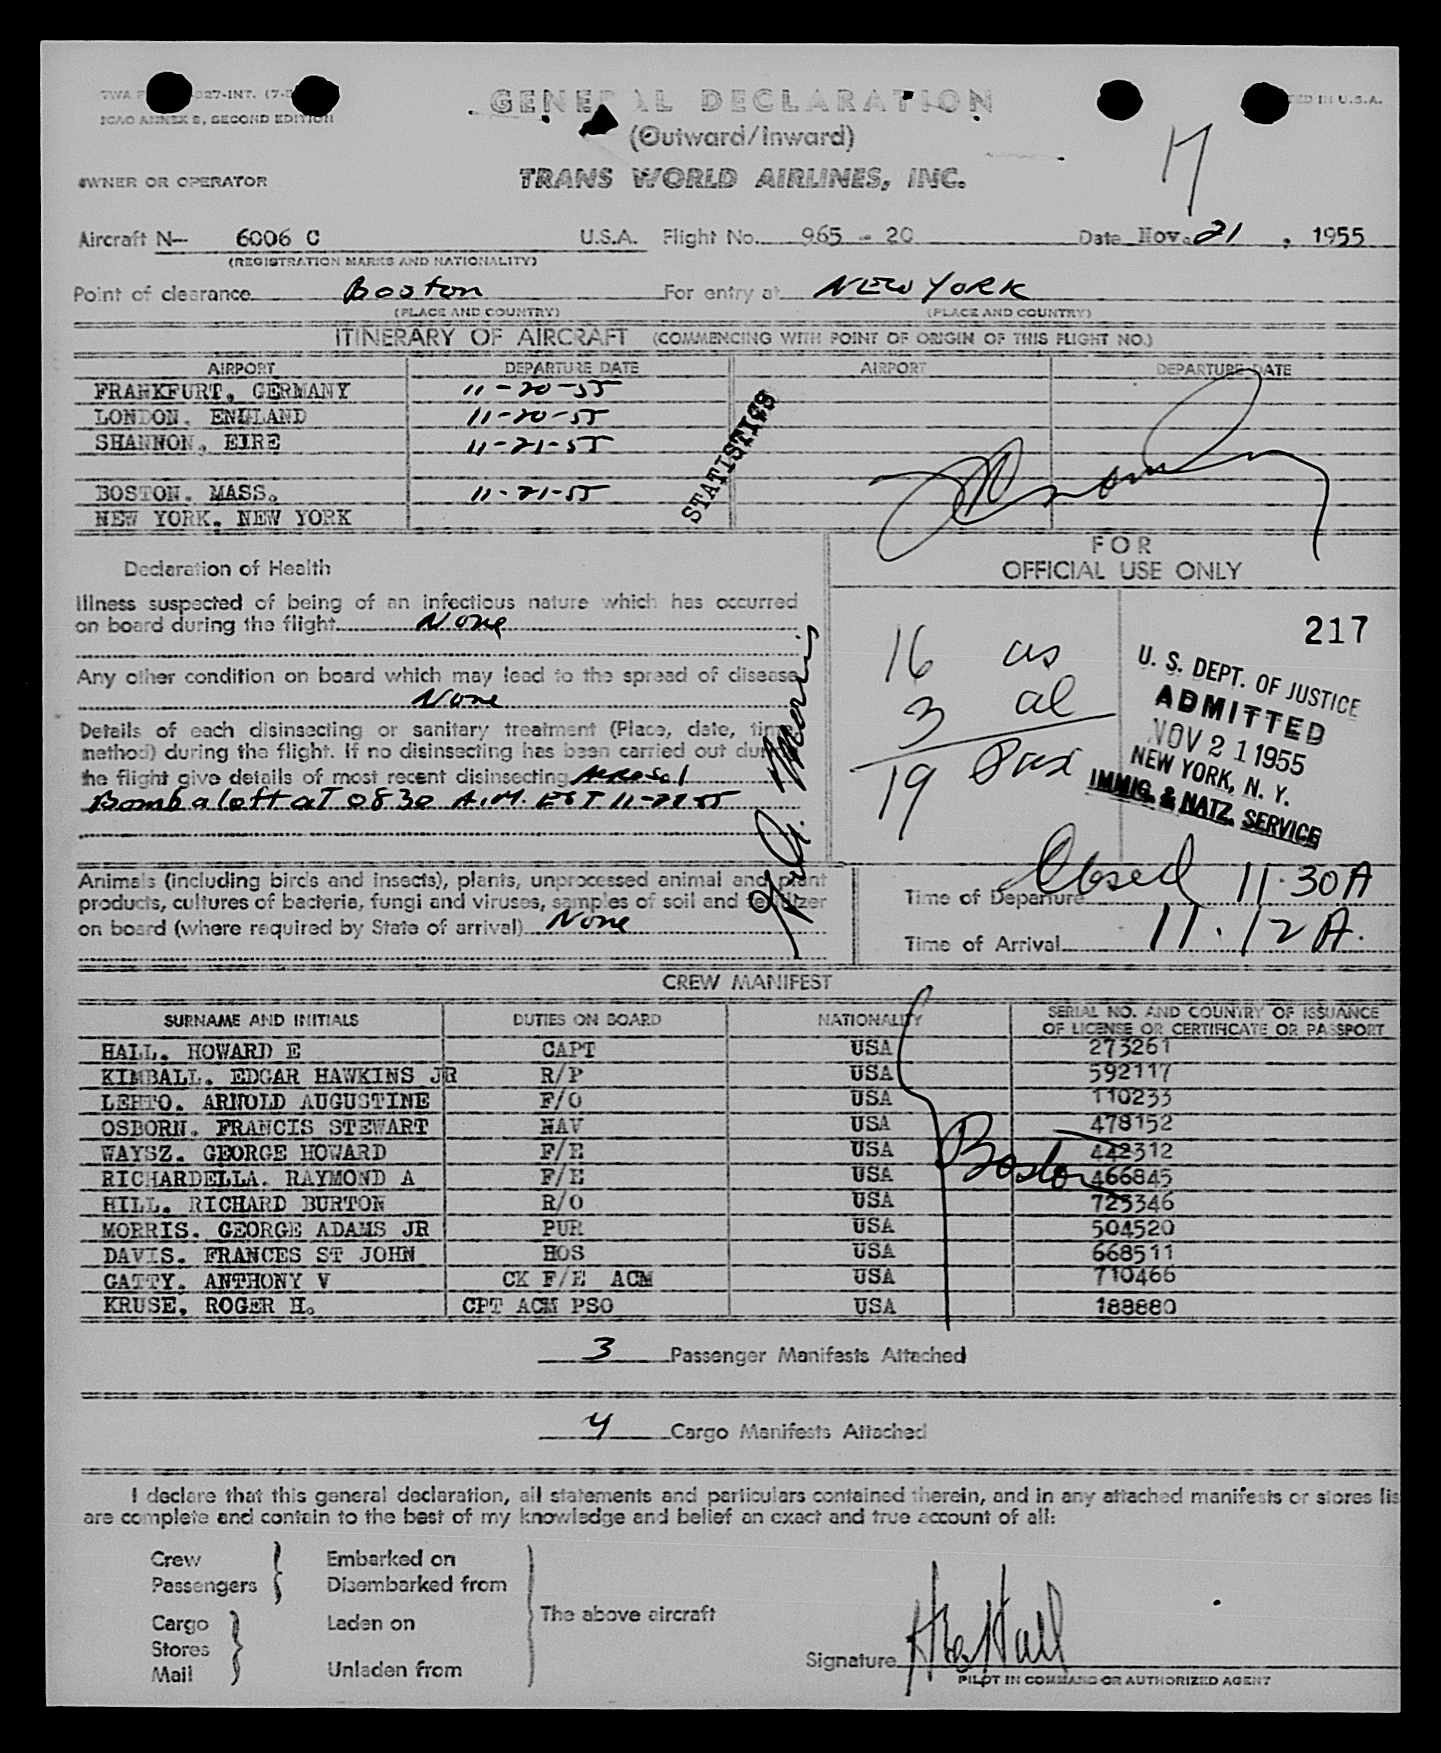 GENERAL DECLARATION
ICAO ANNEX 9, SECOND EDITION
(Outward/Inward)
17
OWNER OR OPERATOR TRANS WORLD AIRLINES, INC.
Aircraft N— 6006 C U.S.A. Flight No. 965 - 20 Date Nov. 21, 1955
(REGISTRATION MARKS AND NATIONALITY)
Point of clearance Boston For entry at NEW YORK
(PLACE AND COUNTRY) (PLACE AND COUNTRY)
ITINERARY OF AIRCRAFT (COMMENCING WITH POINT OF ORIGIN OF THIS FLIGHT NO.)
AIRPORT DEPARTURE DATE AIRPORT DEPARTURE DATE
FRANKFURT, GERMANY 11-20-55
LONDON, ENGLAND 11-20-55
SHANNON, EIRE 11-21-55
BOSTON. MASS. 11-21-55
NEW YORK. NEW YORK
STATISTICS
Declaration of Health
Illness suspected of being of an infectious nature which has occurred
on board during the flight None
Any other condition on board which may lead to the spread of disease
None
Details of each disinsecting or sanitary treatment (Place, date, time,
method) during the flight. If no disinsecting has been carried out during
the flight give details of most recent disinsecting Aerosol
Bomb aloft at 0830 A.M. EST 11-21-55
FOR
OFFICIAL USE ONLY
217
16 us
3 al
19 Pax
U. S. DEPT. OF JUSTICE
ADMITTED
NOV 21 1955
NEW YORK, N. Y.
IMMIG. & NATZ. SERVICE
Animals (including birds and insects), plants, unprocessed animal and plant
products, cultures of bacteria, fungi and viruses, samples of soil and fertilizer
on board (where required by State of arrival) None
Time of Departure Closed 11:30A
Time of Arrival 11.12A.
CREW MANIFEST
SURNAME AND INITIALS DUTIES ON BOARD NATIONALITY SERIAL NO. AND COUNTRY OF ISSUANCE
OF LICENSE OR CERTIFICATE OR PASSPORT
HALL. HOWARD E CAPT USA 273261
KIMBALL. EDGAR HAWKINS JR R/P USA 592117
LEHTO. ARNOLD AUGUSTINE F/O USA 110233
OSBORN. FRANCIS STEWART NAV USA 478152
WAYSZ. GEORGE HOWARD F/E USA 442312
RICHARDELLA. RAYMOND A F/E USA 466845
HILL. RICHARD BURTON R/O USA 725346
MORRIS. GEORGE ADAMS JR PUR USA 504520
DAVIS. FRANCES ST JOHN HOS USA 668511
GATTY. ANTHONY V CK F/E ACM USA 710466
KRUSE, ROGER H. CPT ACM PSO USA 188880
Boston
3 Passenger Manifests Attached
4 Cargo Manifests Attached
I declare that this general declaration, all statements and particulars contained therein, and in any attached manifests or stores lis
are complete and contain to the best of my knowledge and belief an exact and true account of all:
Crew Embarked on
Passengers Disembarked from
Cargo Laden on The above aircraft
Stores
Mail Unladen from
Signature HE Hall
PILOT IN COMMAND OR AUTHORIZED AGENT